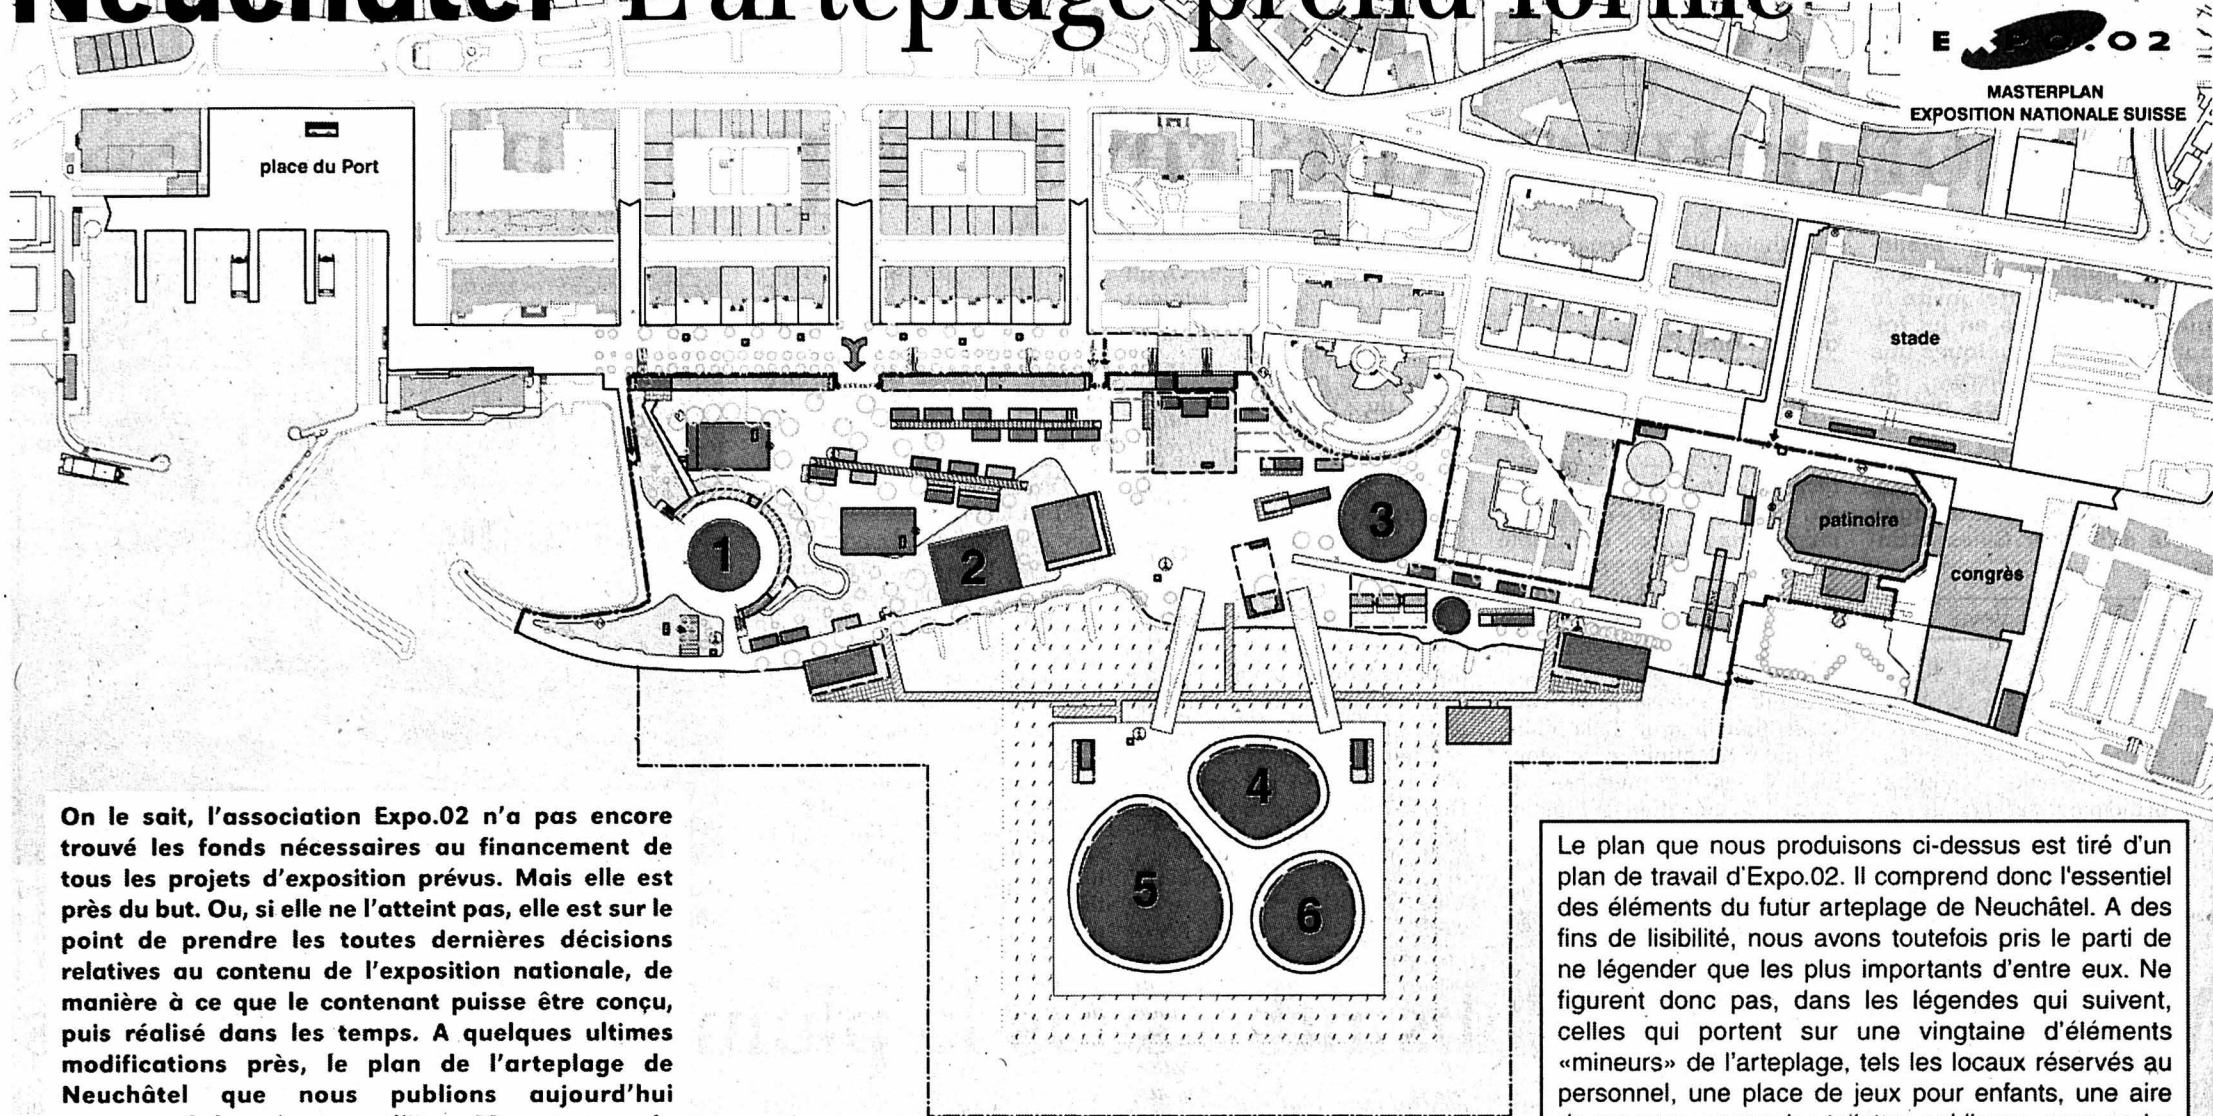 Neuchâtel L'arteplage prend forme
EXPO.02
MASTERPLAN
EXPOSITION NATIONALE SUISSE
place du Port
stade
patinoire
congrès
1
2
3
4
5
6
On le sait, l'association Expo.02 n'a pas encore
trouvé les fonds nécessaires au financement de
tous les projets d'exposition prévus. Mais elle est
près du but. Ou, si elle ne l'atteint pas, elle est sur le
point de prendre les toutes dernières décisions
relatives au contenu de l'exposition nationale, de
manière à ce que le contenant puisse être conçu,
puis réalisé dans les temps. A quelques ultimes
modifications près, le plan de l'arteplage de
Neuchâtel que nous publions aujourd'hui
Le plan que nous produisons ci-dessus est tiré d'un
plan de travail d'Expo.02. Il comprend donc l'essentiel
des éléments du futur arteplage de Neuchâtel. A des
fins de lisibilité, nous avons toutefois pris le parti de
ne légender que les plus importants d'entre eux. Ne
figurent donc pas, dans les légendes qui suivent,
celles qui portent sur une vingtaine d'éléments
«mineurs» de l'arteplage, tels les locaux réservés au
personnel, une place de jeux pour enfants, une aire